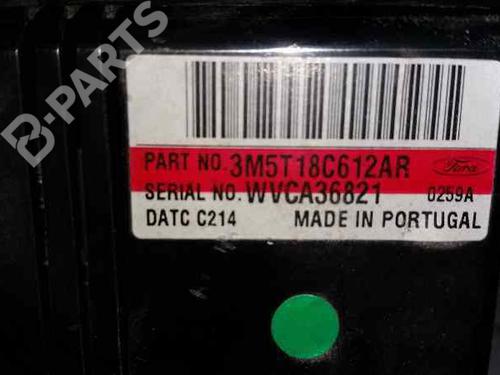 B-PARTS
PART NO. 3M5T18C612AR Ford
SERIAL NO. WVCA36821 0259A
DATC C214 MADE IN PORTUGAL